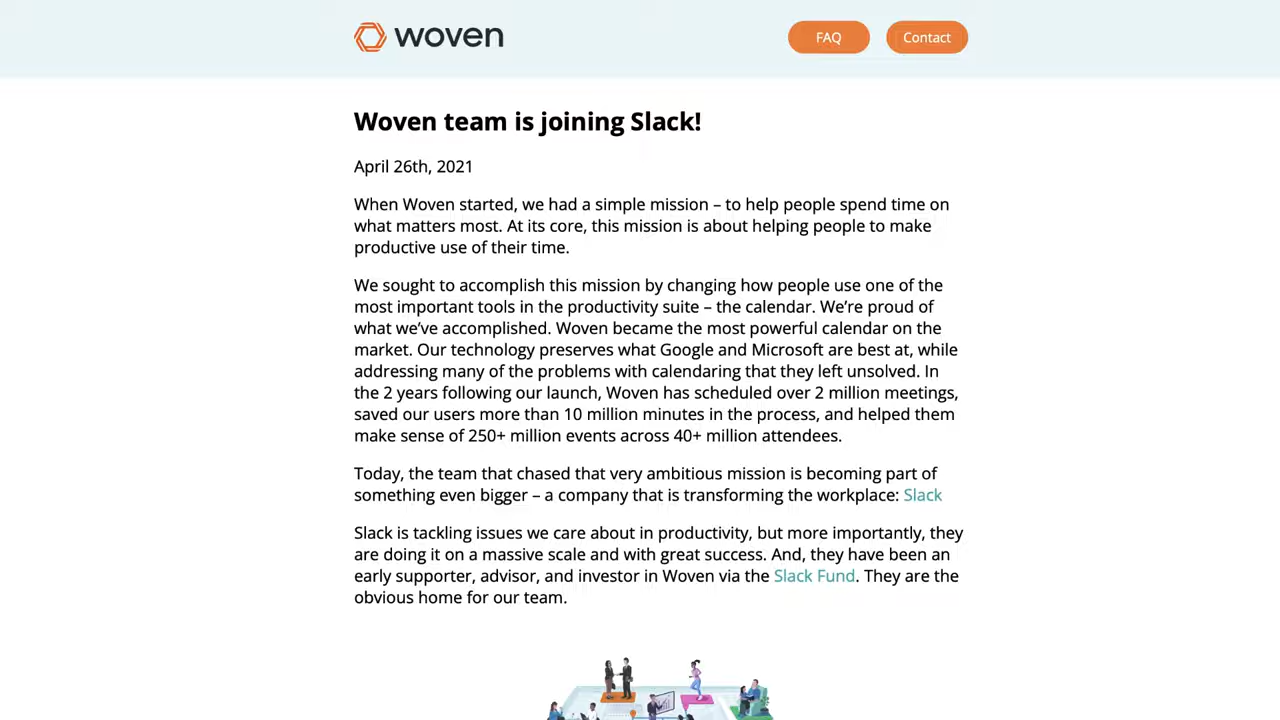 woven
FAQ
Contact
Woven team is joining Slack!
April 26th, 2021
When Woven started, we had a simple mission – to help people spend time on
what matters most. At its core, this mission is about helping people to make
productive use of their time.
We sought to accomplish this mission by changing how people use one of the
most important tools in the productivity suite – the calendar. We’re proud of
what we’ve accomplished. Woven became the most powerful calendar on the
market. Our technology preserves what Google and Microsoft are best at, while
addressing many of the problems with calendaring that they left unsolved. In
the 2 years following our launch, Woven has scheduled over 2 million meetings,
saved our users more than 10 million minutes in the process, and helped them
make sense of 250+ million events across 40+ million attendees.
Today, the team that chased that very ambitious mission is becoming part of
something even bigger – a company that is transforming the workplace: Slack
Slack is tackling issues we care about in productivity, but more importantly, they
are doing it on a massive scale and with great success. And, they have been an
early supporter, advisor, and investor in Woven via the Slack Fund. They are the
obvious home for our team.